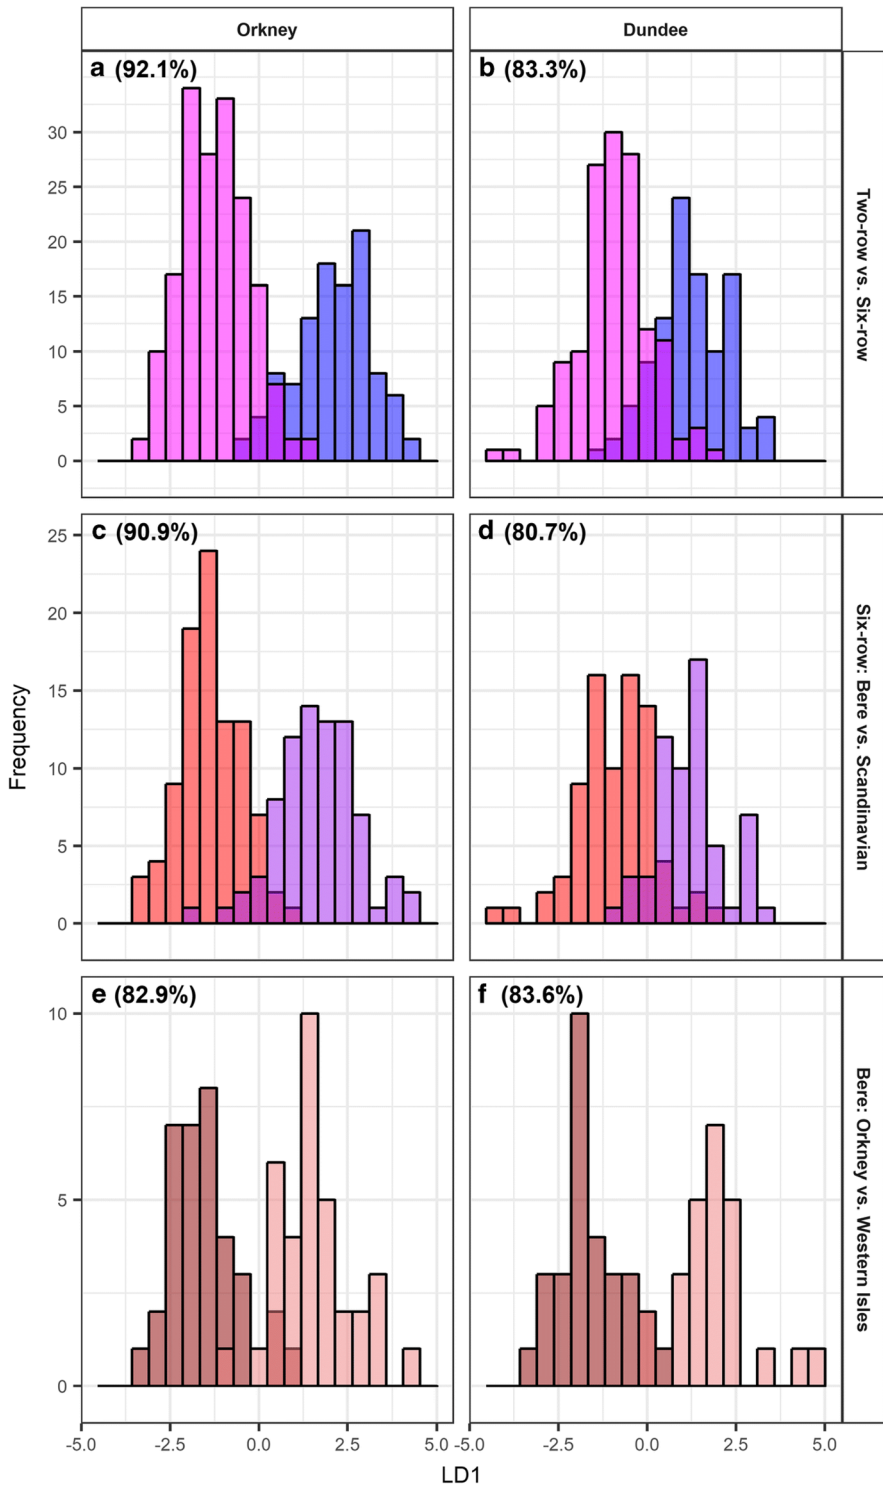 Orkney
Dundee
a (92.1%)
b (83.3%)
30
25
20
15
10
5
0
Two-row vs. Six-row
c (90.9%)
d (80.7%)
25
20
15
10
5
0
Frequency
Six-row: Bere vs. Scandinavian
e (82.9%)
f (83.6%)
10
5
0
Bere: Orkney vs. Western Isles
-5.0 -2.5 0.0 2.5 5.0 -5.0 -2.5 0.0 2.5 5.0
LD1